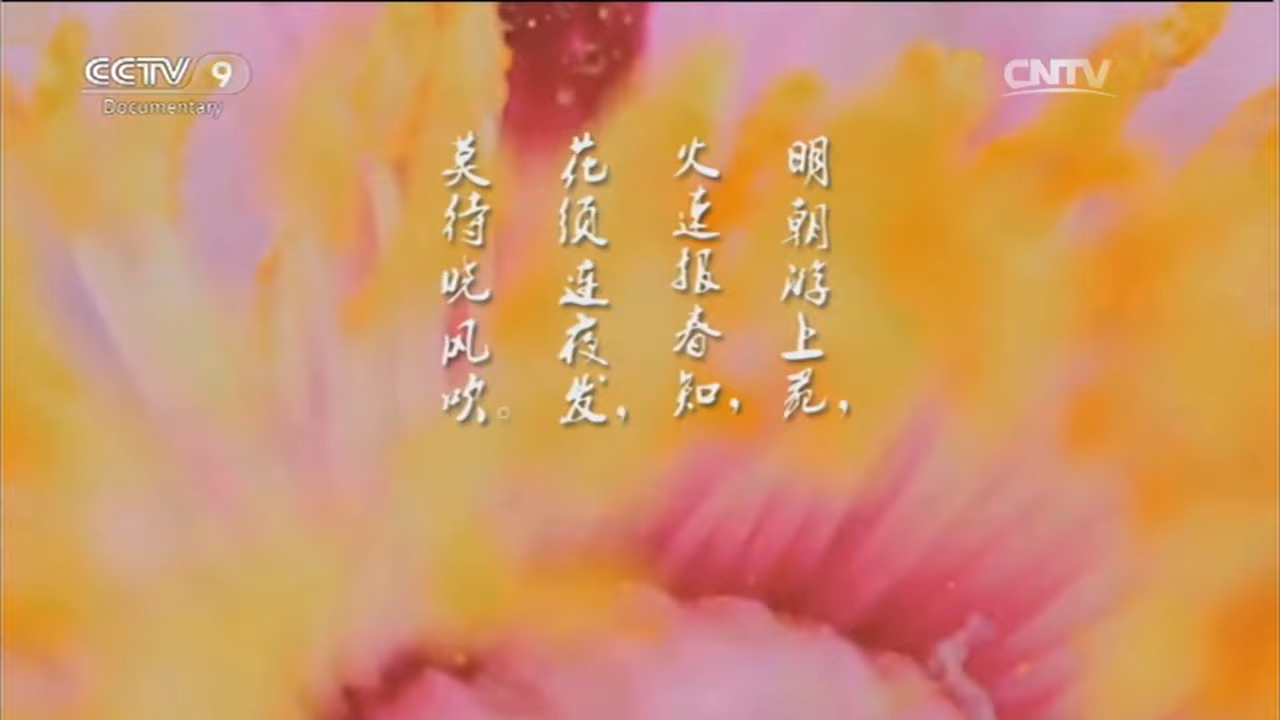 CCTV 9
Documentary
CNTV
明朝游上苑，
火速报春知，
花须连夜发，
莫待晓风吹。